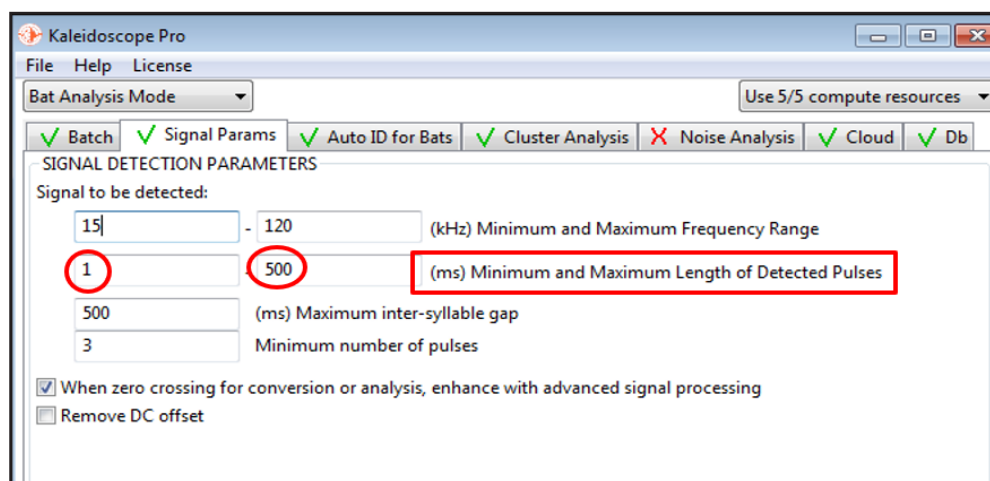 Kaleidoscope Pro
File Help License
Bat Analysis Mode Use 5/5 compute resources
Batch Signal Params Auto ID for Bats Cluster Analysis Noise Analysis Cloud Db
SIGNAL DETECTION PARAMETERS
Signal to be detected:
15 - 120 (kHz) Minimum and Maximum Frequency Range
1 - 500 (ms) Minimum and Maximum Length of Detected Pulses
500 (ms) Maximum inter-syllable gap
3 Minimum number of pulses
When zero crossing for conversion or analysis, enhance with advanced signal processing
Remove DC offset